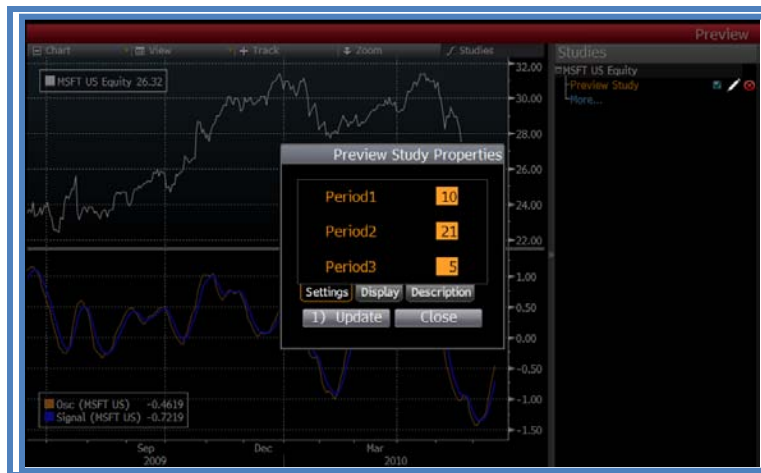 Preview
Chart View + Track Zoom Studies
Studies
MSFT US Equity 26.32
MSFT US Equity
Preview Study
More...
32.00
30.00
28.00
26.00
24.00
22.00
Preview Study Properties
Period1 10
Period2 21
Period3 5
Settings Display Description
1) Update Close
1.00
0.50
0.00
-0.50
-1.00
-1.50
Osc (MSFT US) -0.4619
Signal (MSFT US) -0.7219
Sep Dec Mar
2009 2010